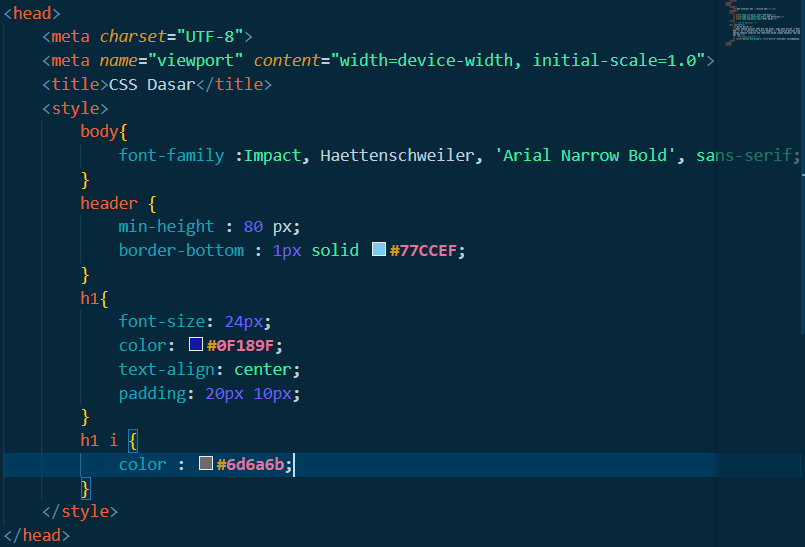 <head>
<meta charset="UTF-8">
<meta name="viewport" content="width=device-width, initial-scale=1.0">
<title>CSS Dasar</title>
<style>
body{
font-family :Impact, Haettenschweiler, 'Arial Narrow Bold', sans-serif;
}
header {
min-height : 80 px;
border-bottom : 1px solid #77CCEF;
}
h1{
font-size: 24px;
color: #0F189F;
text-align: center;
padding: 20px 10px;
}
h1 i {
color : #6d6a6b;
}
</style>
</head>